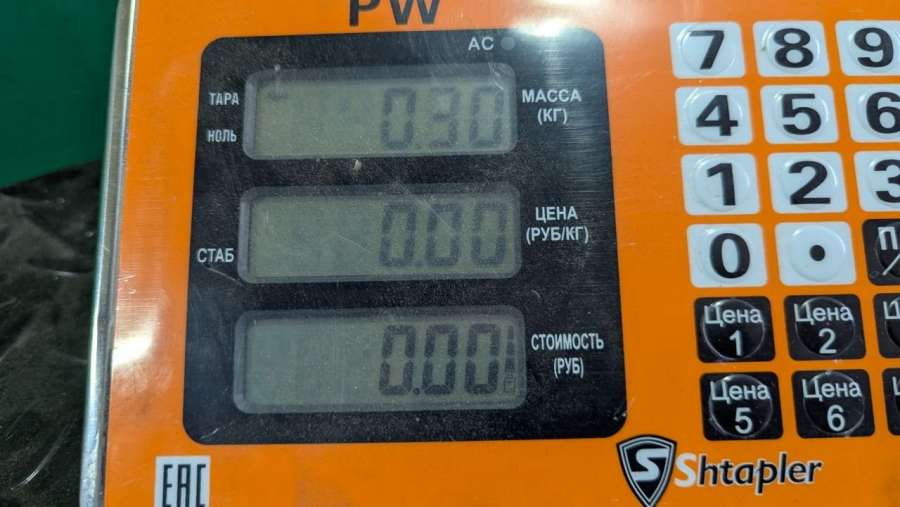 PW
AC
ТАРА
НОЛЬ
0.30
МАССА
(КГ)
СТАБ
0.00
ЦЕНА
(РУБ/КГ)
0.00
СТОИМОСТЬ
(РУБ)
7 8 9
4 5 6
1 2 3
0 •
Цена
1
Цена
2
Цена
5
Цена
6
EAC
S Shtapler